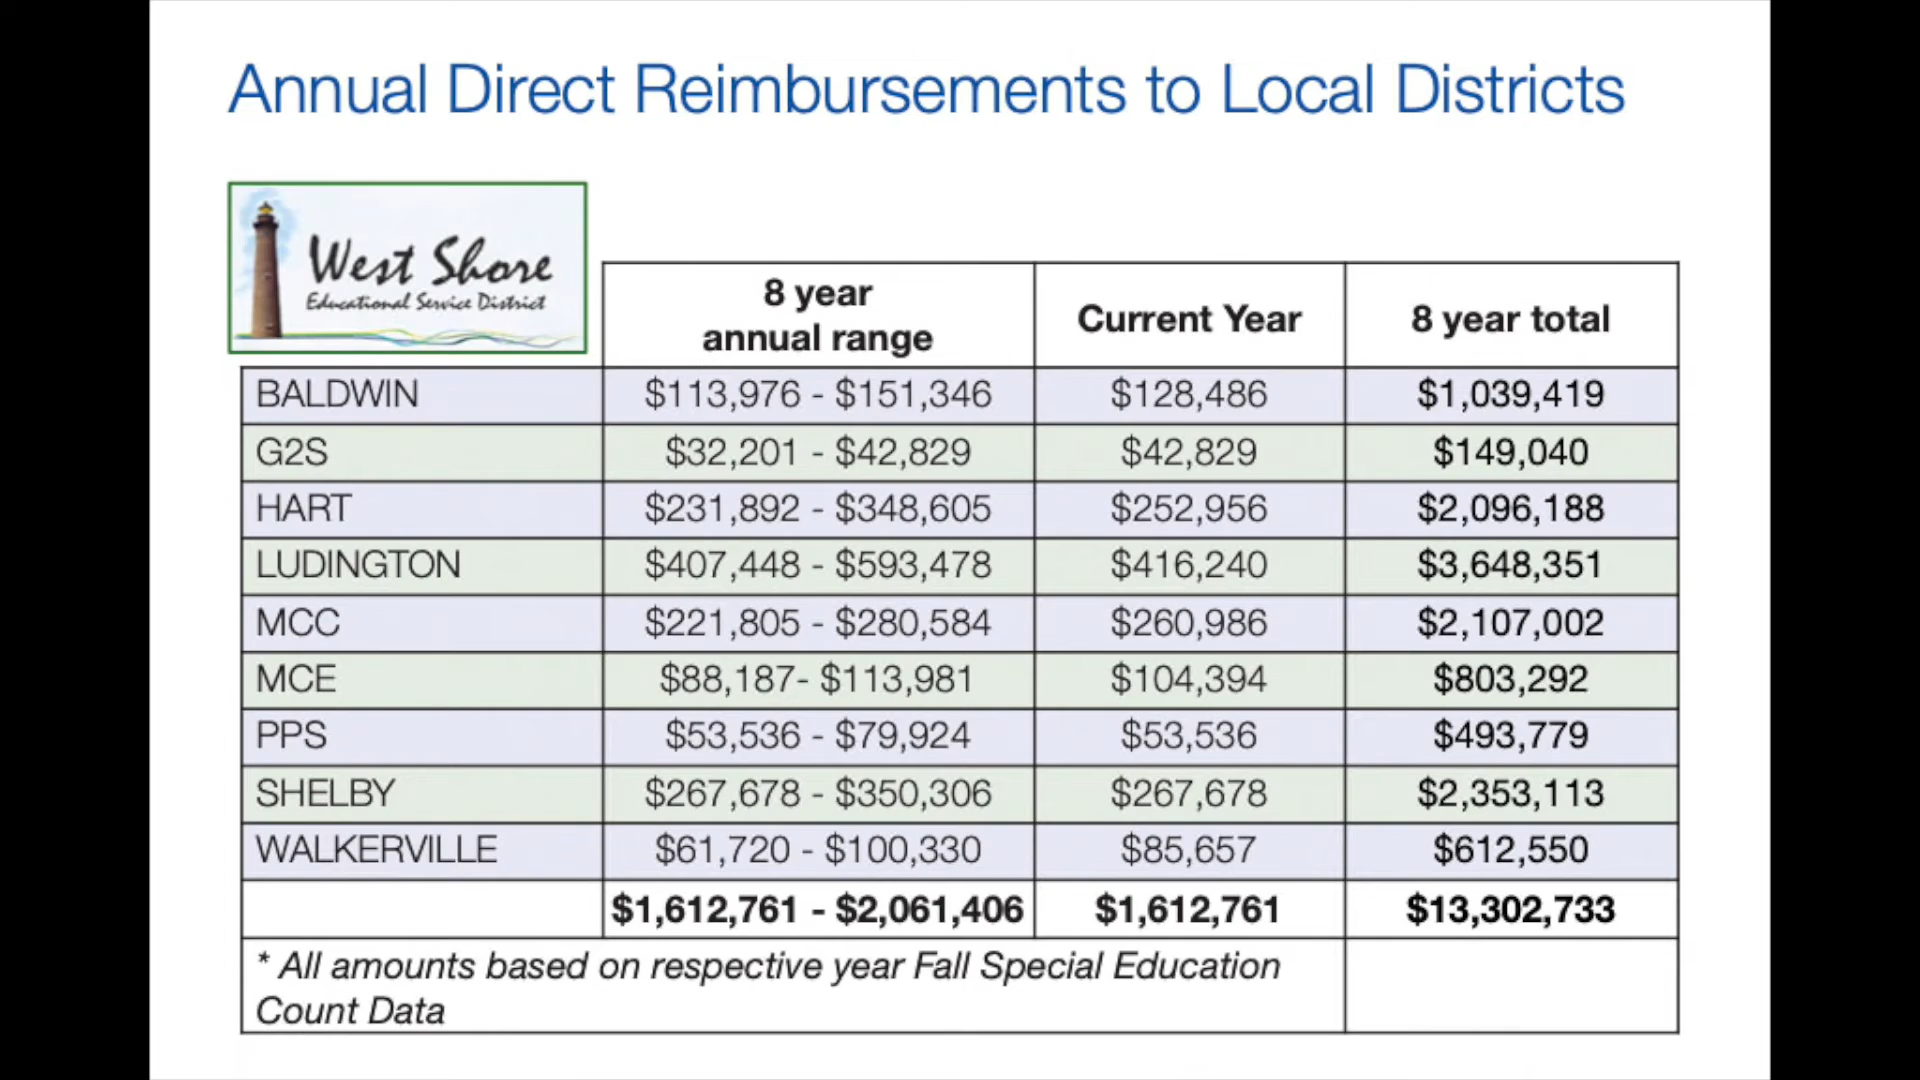 Annual Direct Reimbursements to Local Districts
West Shore
Educational Service District
8 year
annual range
Current Year
8 year total
BALDWIN $113,976 - $151,346 $128,486 $1,039,419
G2S $32,201 - $42,829 $42,829 $149,040
HART $231,892 - $348,605 $252,956 $2,096,188
LUDINGTON $407,448 - $593,478 $416,240 $3,648,351
MCC $221,805 - $280,584 $260,986 $2,107,002
MCE $88,187- $113,981 $104,394 $803,292
PPS $53,536 - $79,924 $53,536 $493,779
SHELBY $267,678 - $350,306 $267,678 $2,353,113
WALKERVILLE $61,720 - $100,330 $85,657 $612,550
$1,612,761 - $2,061,406 $1,612,761 $13,302,733
* All amounts based on respective year Fall Special Education
Count Data